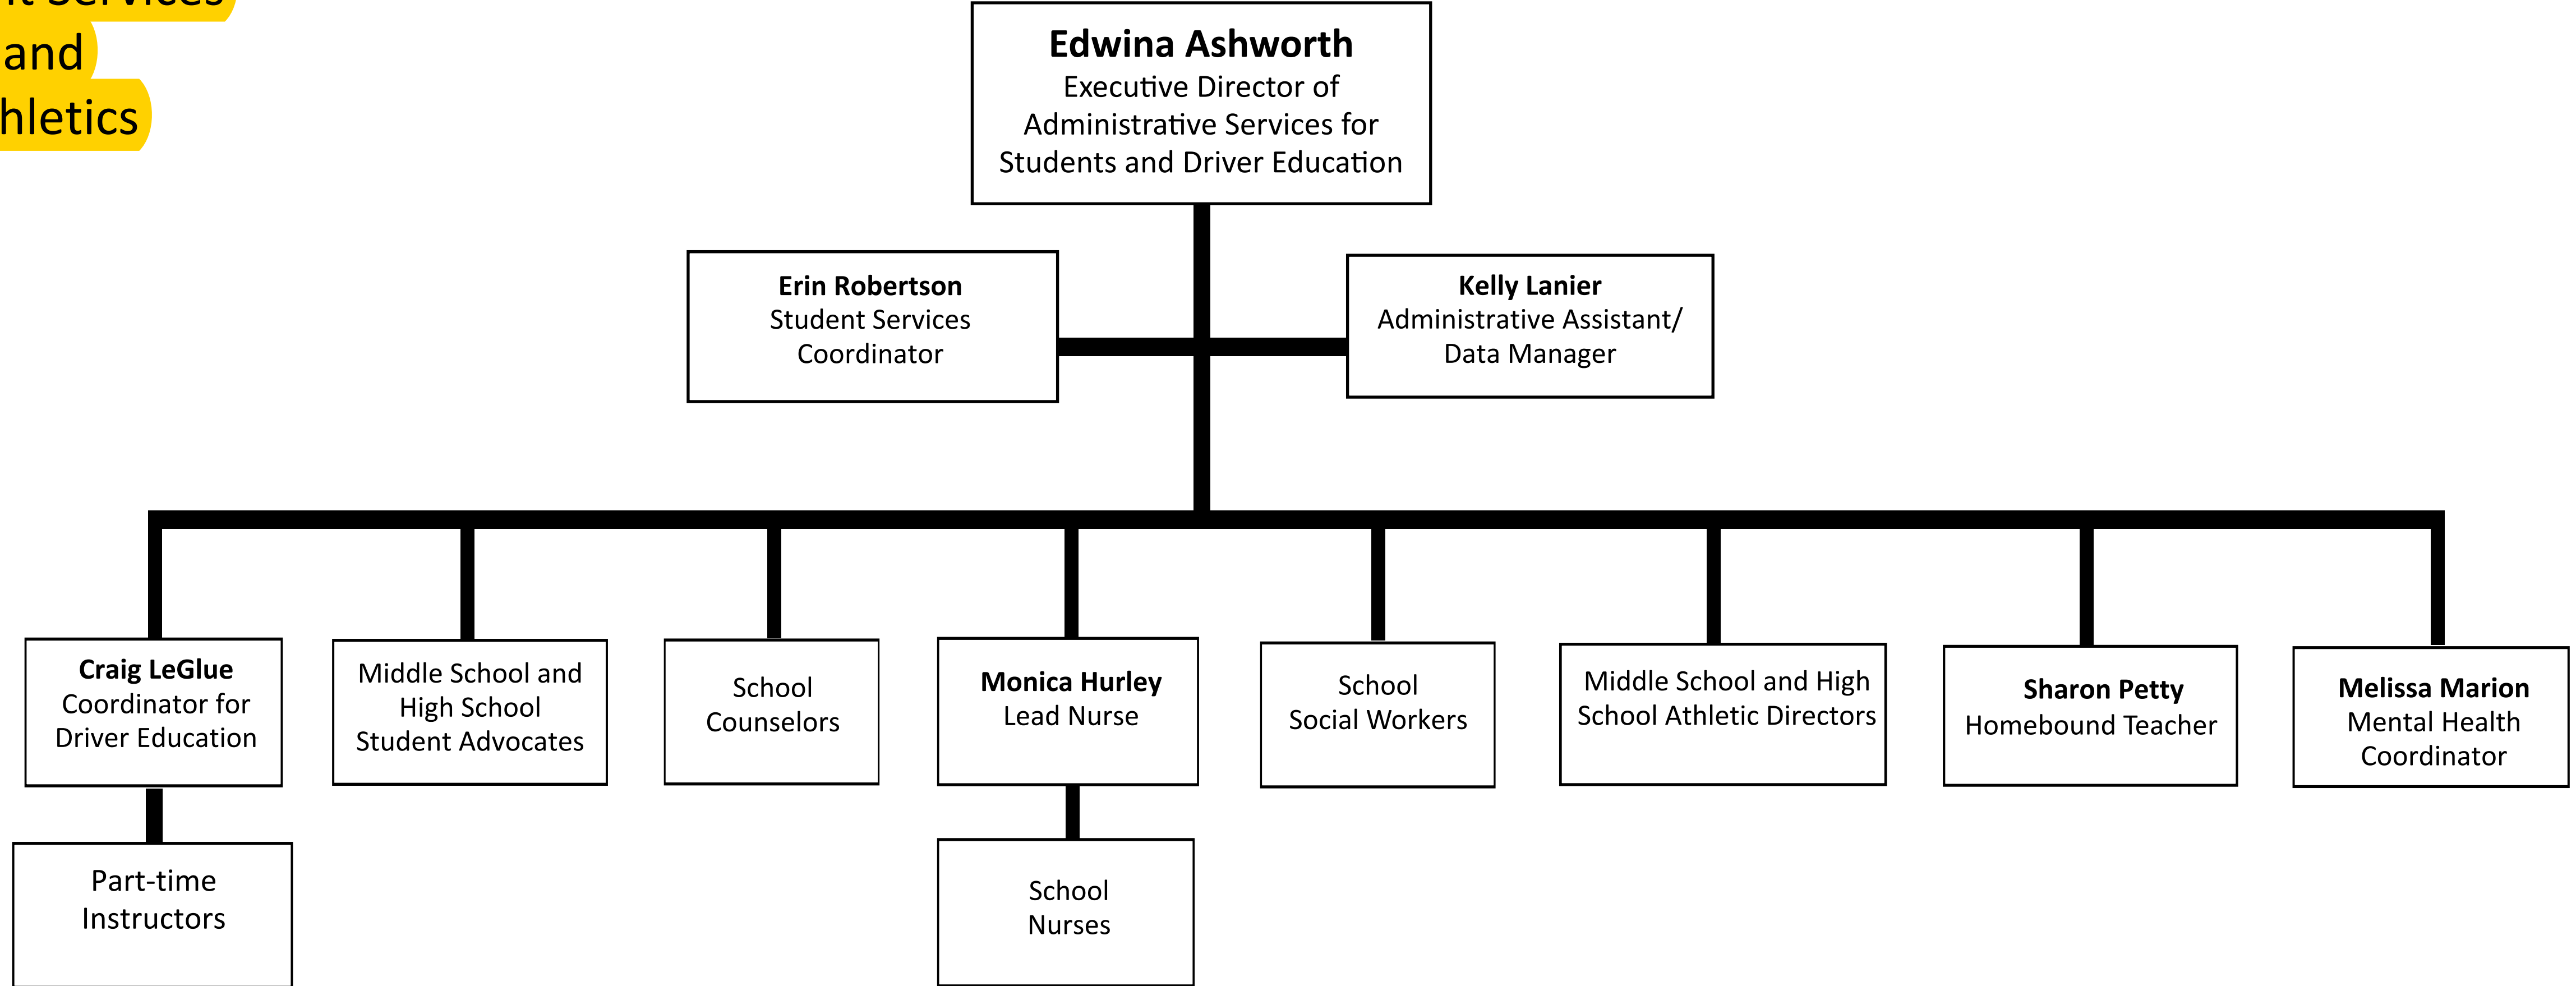 t Services
and
hletics
Edwina Ashworth
Executive Director of
Administrative Services for
Students and Driver Education
Erin Robertson
Student Services
Coordinator
Kelly Lanier
Administrative Assistant/
Data Manager
Craig LeGlue
Coordinator for
Driver Education
Middle School and
High School
Student Advocates
School
Counselors
Monica Hurley
Lead Nurse
School
Social Workers
Middle School and High
School Athletic Directors
Sharon Petty
Homebound Teacher
Melissa Marion
Mental Health
Coordinator
Part-time
Instructors
School
Nurses